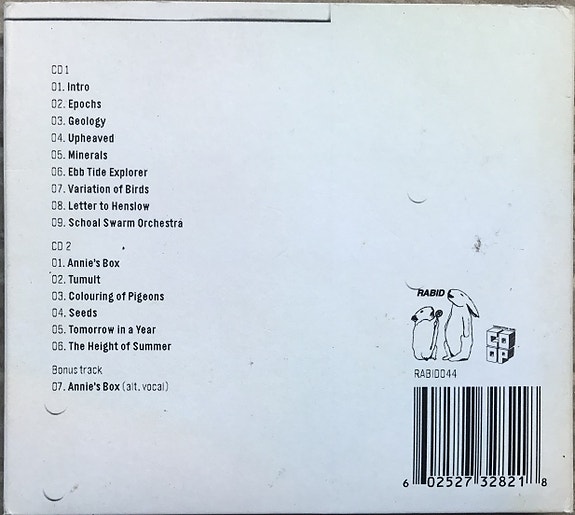 CD 1
01. Intro
02. Epochs
03. Geology
04. Upheaved
05. Minerals
06. Ebb Tide Explorer
07. Variation of Birds
08. Letter to Henslow
09. Schoal Swarm Orchestra
CD 2
01. Annie's Box
02. Tumult
03. Colouring of Pigeons
04. Seeds
05. Tomorrow in a Year
06. The Height of Summer
Bonus track
07. Annie's Box (alt. vocal)
RABID
RABID044
6 02527 32821 8